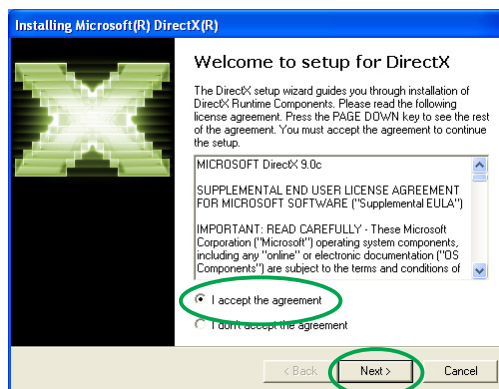 Installing Microsoft(R) DirectX(R)
Welcome to setup for DirectX
The DirectX setup wizard guides you through installation of
DirectX Runtime Components. Please read the following
license agreement. Press the PAGE DOWN key to see the rest
of the agreement. You must accept the agreement to continue
the setup.
MICROSOFT DirectX 9.0c
SUPPLEMENTAL END USER LICENSE AGREEMENT
FOR MICROSOFT SOFTWARE ("Supplemental EULA")
IMPORTANT: READ CAREFULLY - These Microsoft
Corporation ("Microsoft") operating system components,
including any "online" or electronic documentation ("OS
Components") are subject to the terms and conditions of
I accept the agreement
I don't accept the agreement
< Back Next > Cancel